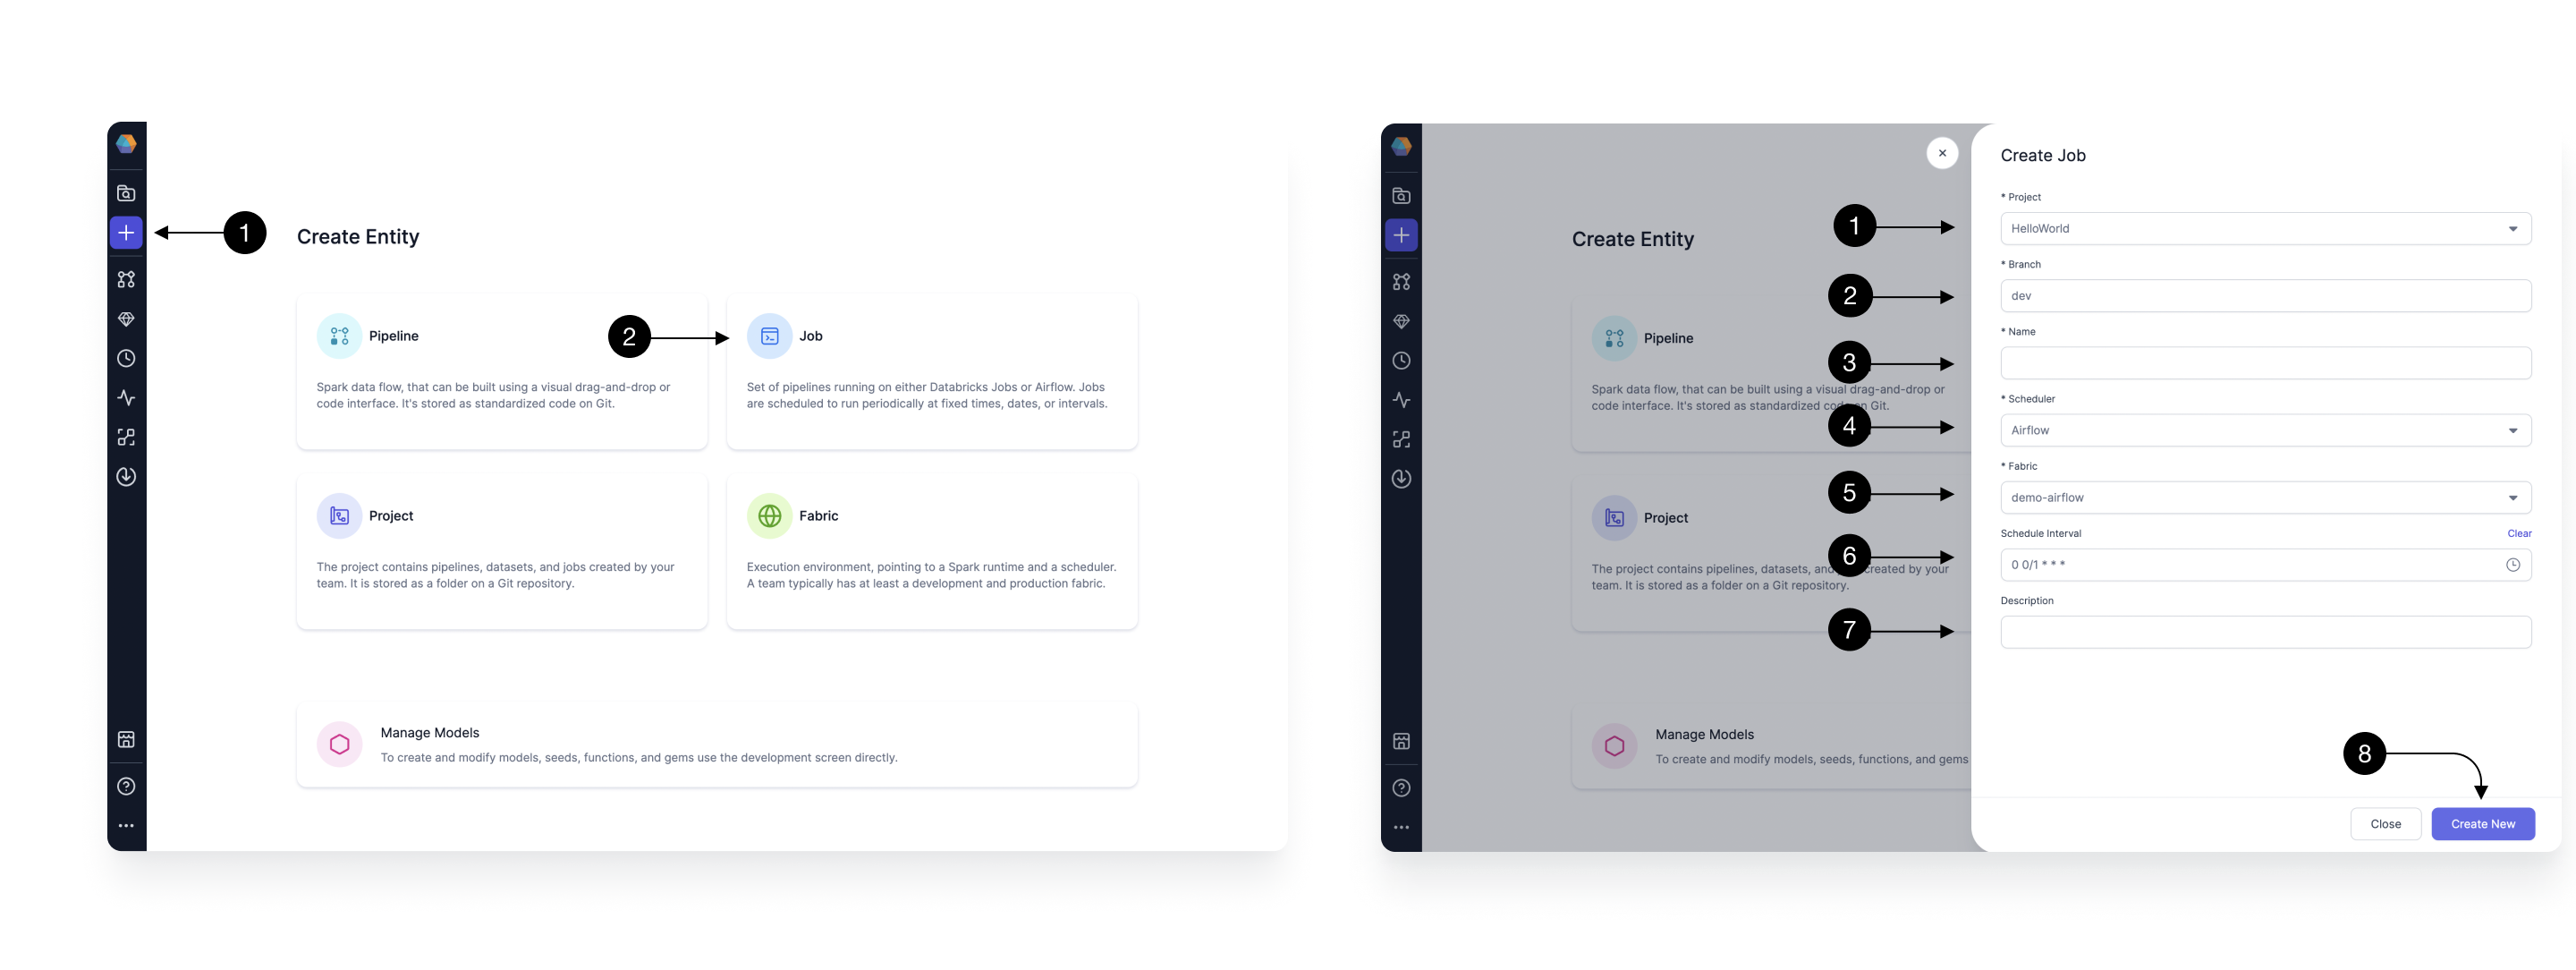 1
Create Entity
Pipeline
Spark data flow, that can be built using a visual drag-and-drop or
code interface. It's stored as standardized code on Git.
2
Job
Set of pipelines running on either Databricks Jobs or Airflow. Jobs
are scheduled to run periodically at fixed times, dates, or intervals.
Project
The project contains pipelines, datasets, and jobs created by your
team. It is stored as a folder on a Git repository.
Fabric
Execution environment, pointing to a Spark runtime and a scheduler.
A team typically has at least a development and production fabric.
Manage Models
To create and modify models, seeds, functions, and gems use the development screen directly.
Create Entity
Pipeline
Spark data flow, that can be built using a visual drag-and-drop or
code interface. It's stored as standardized code on Git.
Project
The project contains pipelines, datasets, and created by your
team. It is stored as a folder on a Git repository.
Manage Models
To create and modify models, seeds, functions, and gems
Create Job
1
* Project
HelloWorld
2
* Branch
dev
3
* Name
4
* Scheduler
Airflow
5
* Fabric
demo-airflow
6
Schedule Interval
Clear
0 0/1 * * *
7
Description
8
Close
Create New